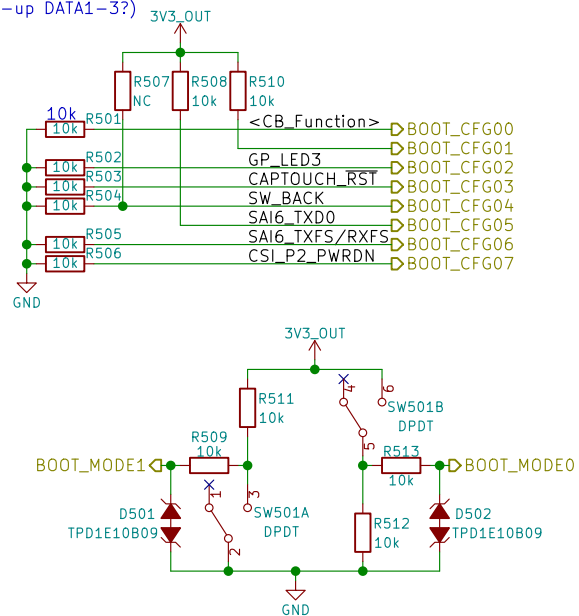 -up DATA1-3?)
3V3_OUT
R507
NC
R508
10k
R510
10k
10k
R501
10k
<CB_Function>
BOOT_CFG00
BOOT_CFG01
R502
10k
GP_LED3
BOOT_CFG02
R503
10k
CAPTOUCH_RST
BOOT_CFG03
R504
10k
SW_BACK
BOOT_CFG04
SAI6_TXD0
BOOT_CFG05
R505
10k
SAI6_TXFS/RXFS
BOOT_CFG06
R506
10k
CSI_P2_PWRDN
BOOT_CFG07
GND
3V3_OUT
R511
10k
4
6
SW501B
DPDT
5
BOOT_MODE1
R509
10k
R513
10k
BOOT_MODE0
1
3
SW501A
DPDT
2
D501
TPD1E10B09
R512
10k
D502
TPD1E10B09
GND